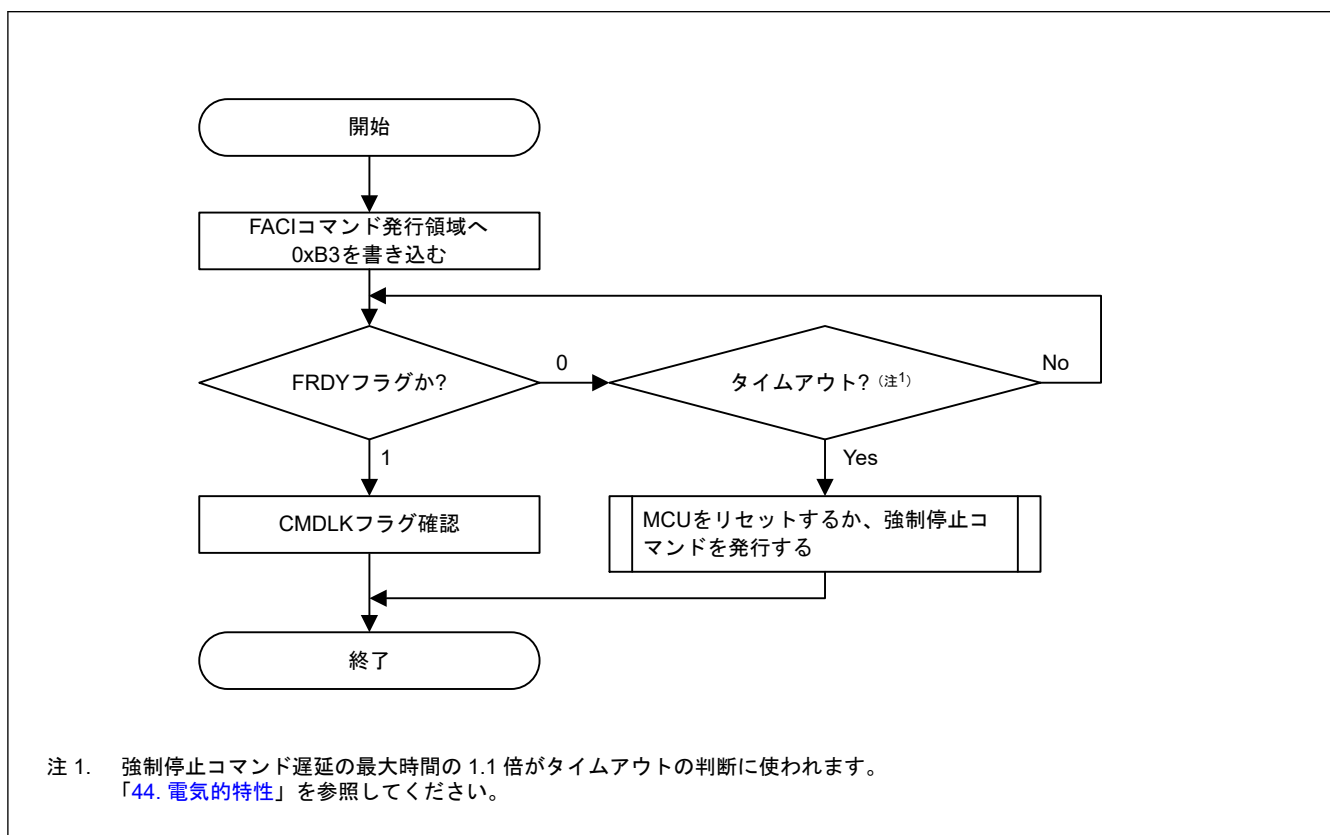 開始
FACIコマンド発行領域へ
0xB3を書き込む
FRDYフラグか?
0
タイムアウト?（注1）
No
1
Yes
CMDLKフラグ確認
MCUをリセットするか、強制停止コ
マンドを発行する
終了
注 1. 強制停止コマンド遅延の最大時間の 1.1 倍がタイムアウトの判断に使われます。
「44. 電気的特性」を参照してください。